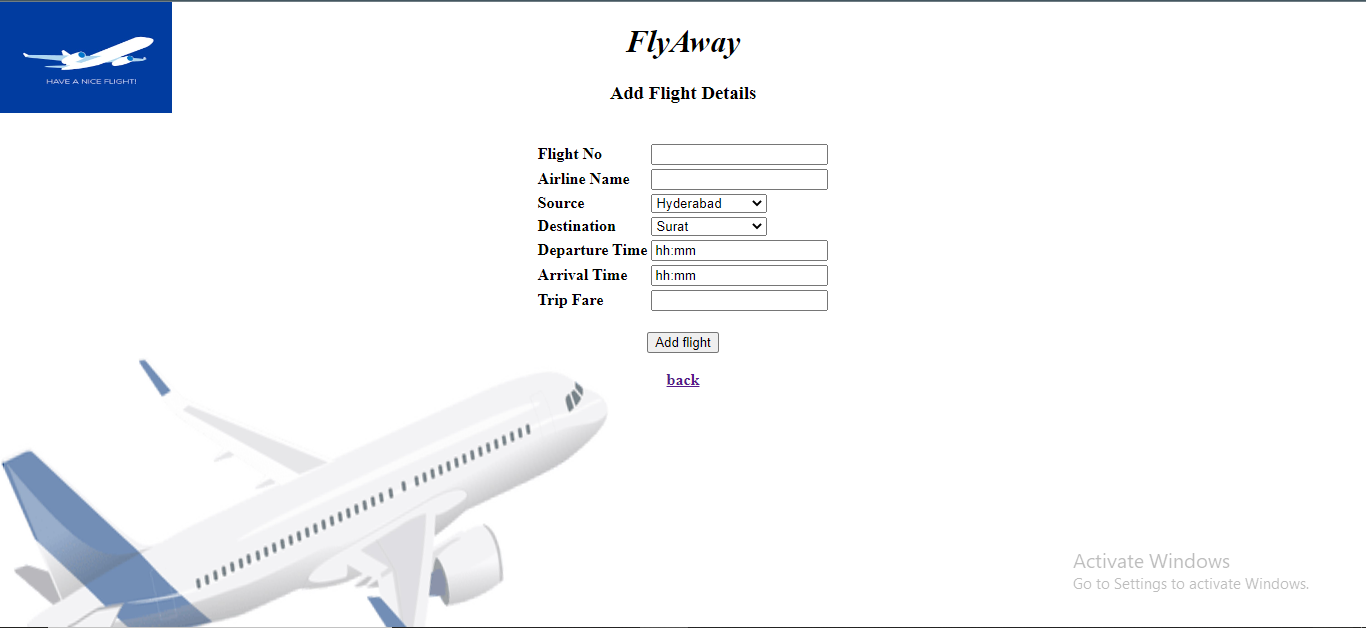 HAVE A NICE FLIGHT!
FlyAway
Add Flight Details
Flight No
Airline Name
Source Hyderabad
Destination Surat
Departure Time hh:mm
Arrival Time hh:mm
Trip Fare
Add flight
back
Activate Windows
Go to Settings to activate Windows.